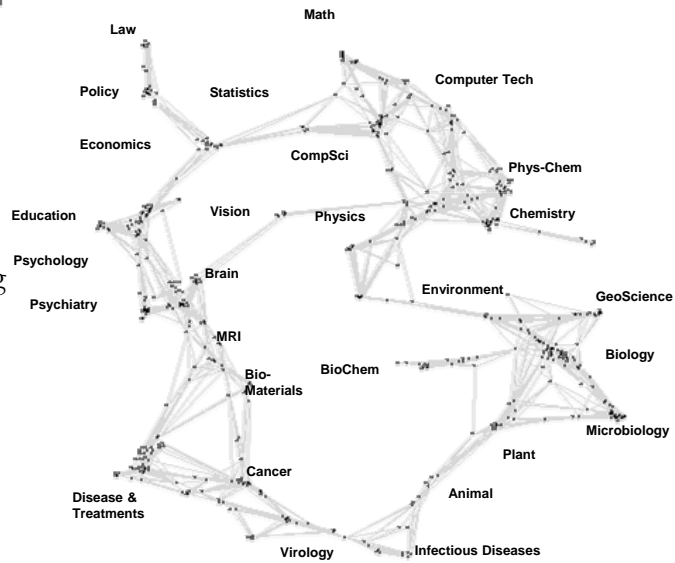 Math
Law
Computer Tech
Policy
Statistics
Economics
CompSci
Phys-Chem
Education
Vision
Physics
Chemistry
Psychology
Brain
g
Environment
GeoScience
Psychiatry
MRI
BioChem
Biology
Bio-
Materials
Microbiology
Plant
Cancer
Disease &
Treatments
Animal
Virology
Infectious Diseases